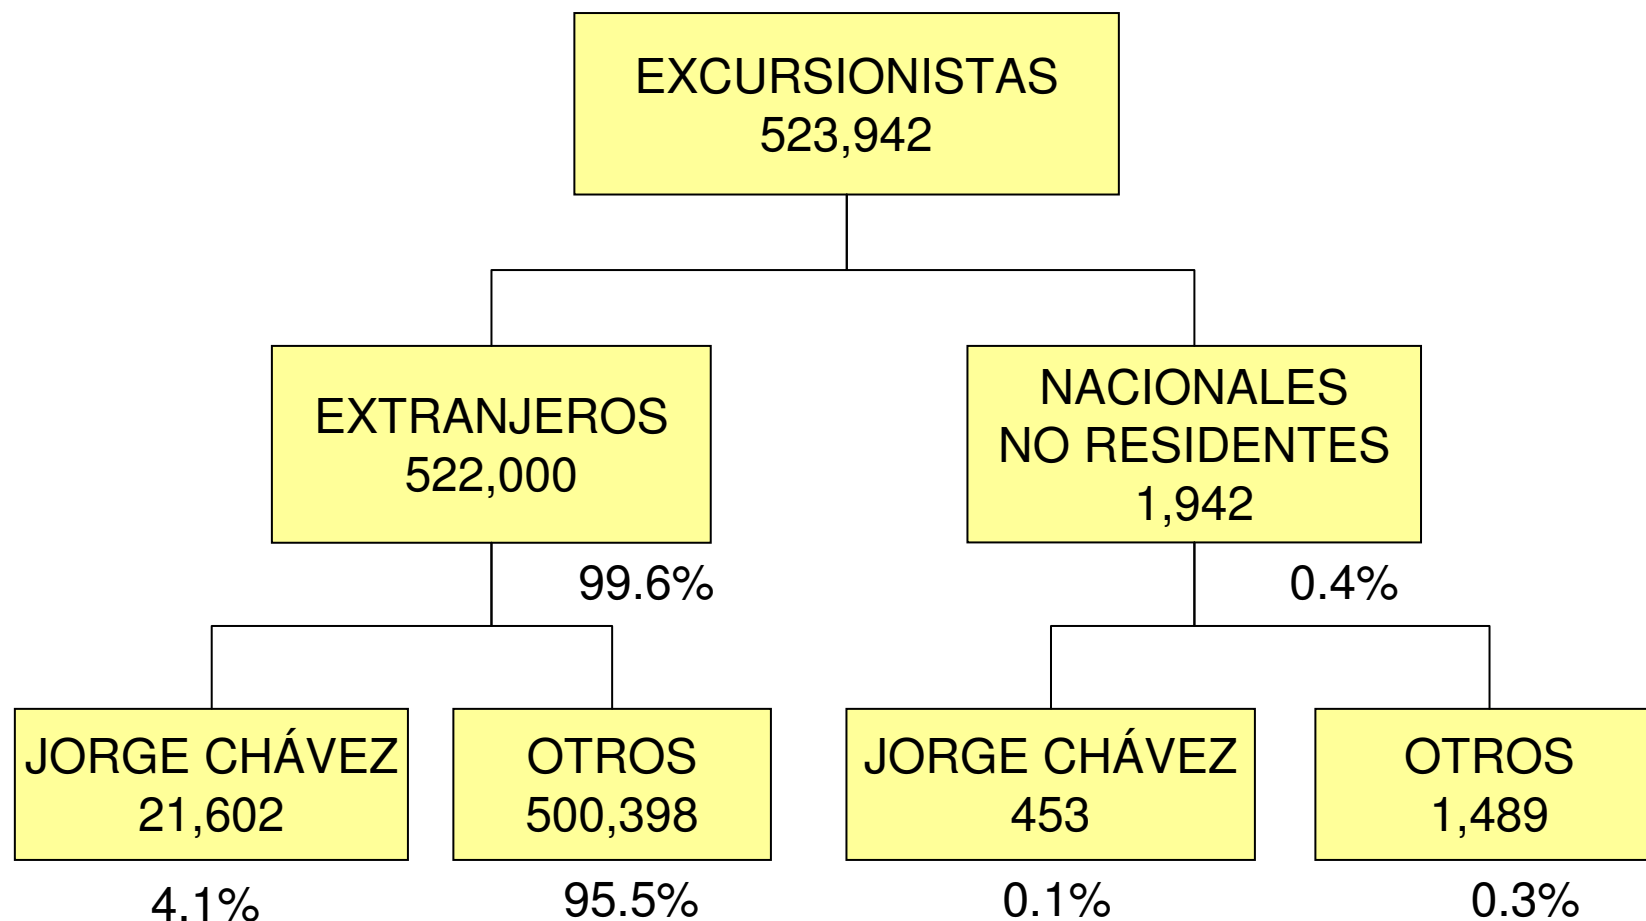 EXCURSIONISTAS
523,942
EXTRANJEROS
522,000
99.6%
NACIONALES
NO RESIDENTES
1,942
0.4%
JORGE CHÁVEZ
21,602
4.1%
OTROS
500,398
95.5%
JORGE CHÁVEZ
453
0.1%
OTROS
1,489
0.3%